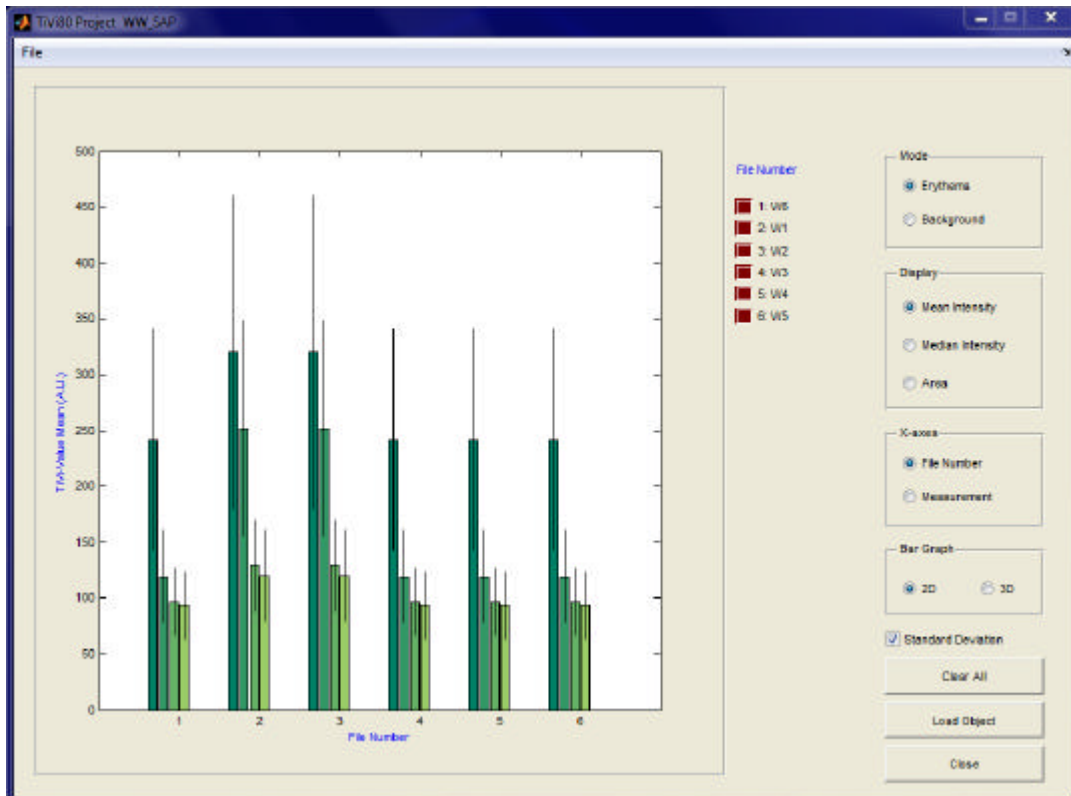 TiVi80 Project WW_SAP
File
500
450
400
350
300
250
200
150
100
50
0
TiVi-Value Mean (A.U.)
1 2 3 4 5 6
File Number
File Number
1: W6
2: W1
3: W2
4: W3
5: W4
6: W5
Mode
Erythema
Background
Display
Mean Intensity
Median Intensity
Area
X-axes
File Number
Measurement
Bar Graph
2D 3D
Standard Deviation
Clear All
Load Object
Close